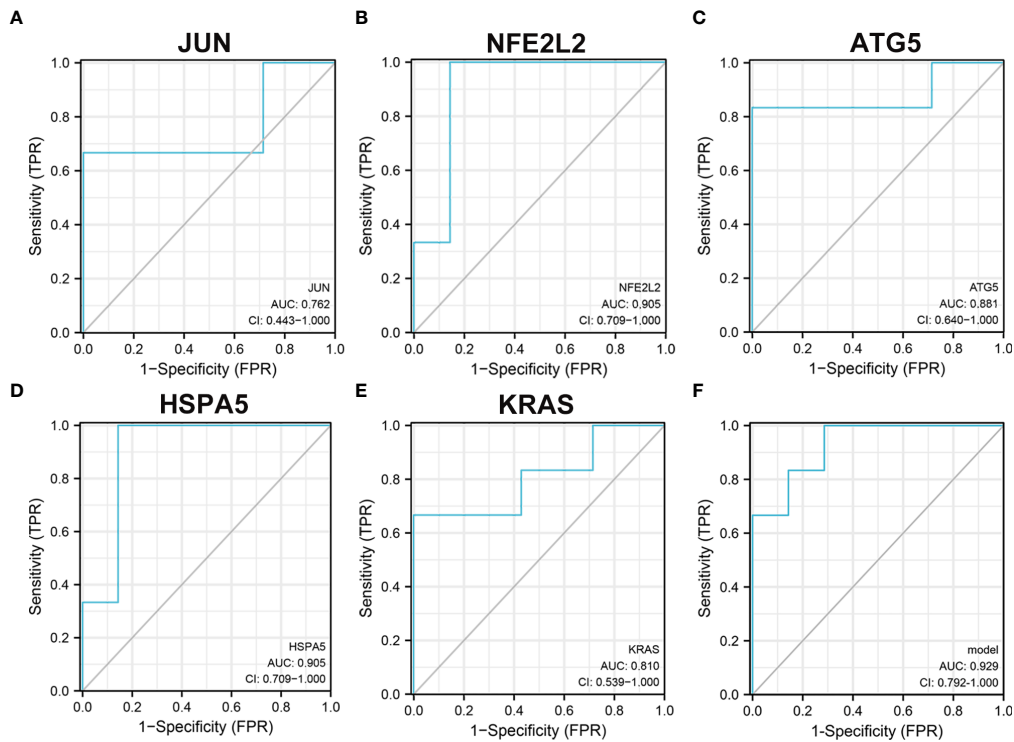 A
JUN
1.0
0.8
0.6
0.4
0.2
0.0
Sensitivity (TPR)
JUN
AUC: 0.762
CI: 0.443−1.000
0.0 0.2 0.4 0.6 0.8 1.0
1−Specificity (FPR)
B
NFE2L2
1.0
0.8
0.6
0.4
0.2
0.0
Sensitivity (TPR)
NFE2L2
AUC: 0.905
CI: 0.709−1.000
0.0 0.2 0.4 0.6 0.8 1.0
1−Specificity (FPR)
C
ATG5
1.0
0.8
0.6
0.4
0.2
0.0
Sensitivity (TPR)
ATG5
AUC: 0.881
CI: 0.640−1.000
0.0 0.2 0.4 0.6 0.8 1.0
1−Specificity (FPR)
D
HSPA5
1.0
0.8
0.6
0.4
0.2
0.0
Sensitivity (TPR)
HSPA5
AUC: 0.905
CI: 0.709−1.000
0.0 0.2 0.4 0.6 0.8 1.0
1−Specificity (FPR)
E
KRAS
1.0
0.8
0.6
0.4
0.2
0.0
Sensitivity (TPR)
KRAS
AUC: 0.810
CI: 0.539−1.000
0.0 0.2 0.4 0.6 0.8 1.0
1−Specificity (FPR)
F
1.0
0.8
0.6
0.4
0.2
0.0
Sensitivity (TPR)
model
AUC: 0.929
CI: 0.792-1.000
0.0 0.2 0.4 0.6 0.8 1.0
1-Specificity (FPR)